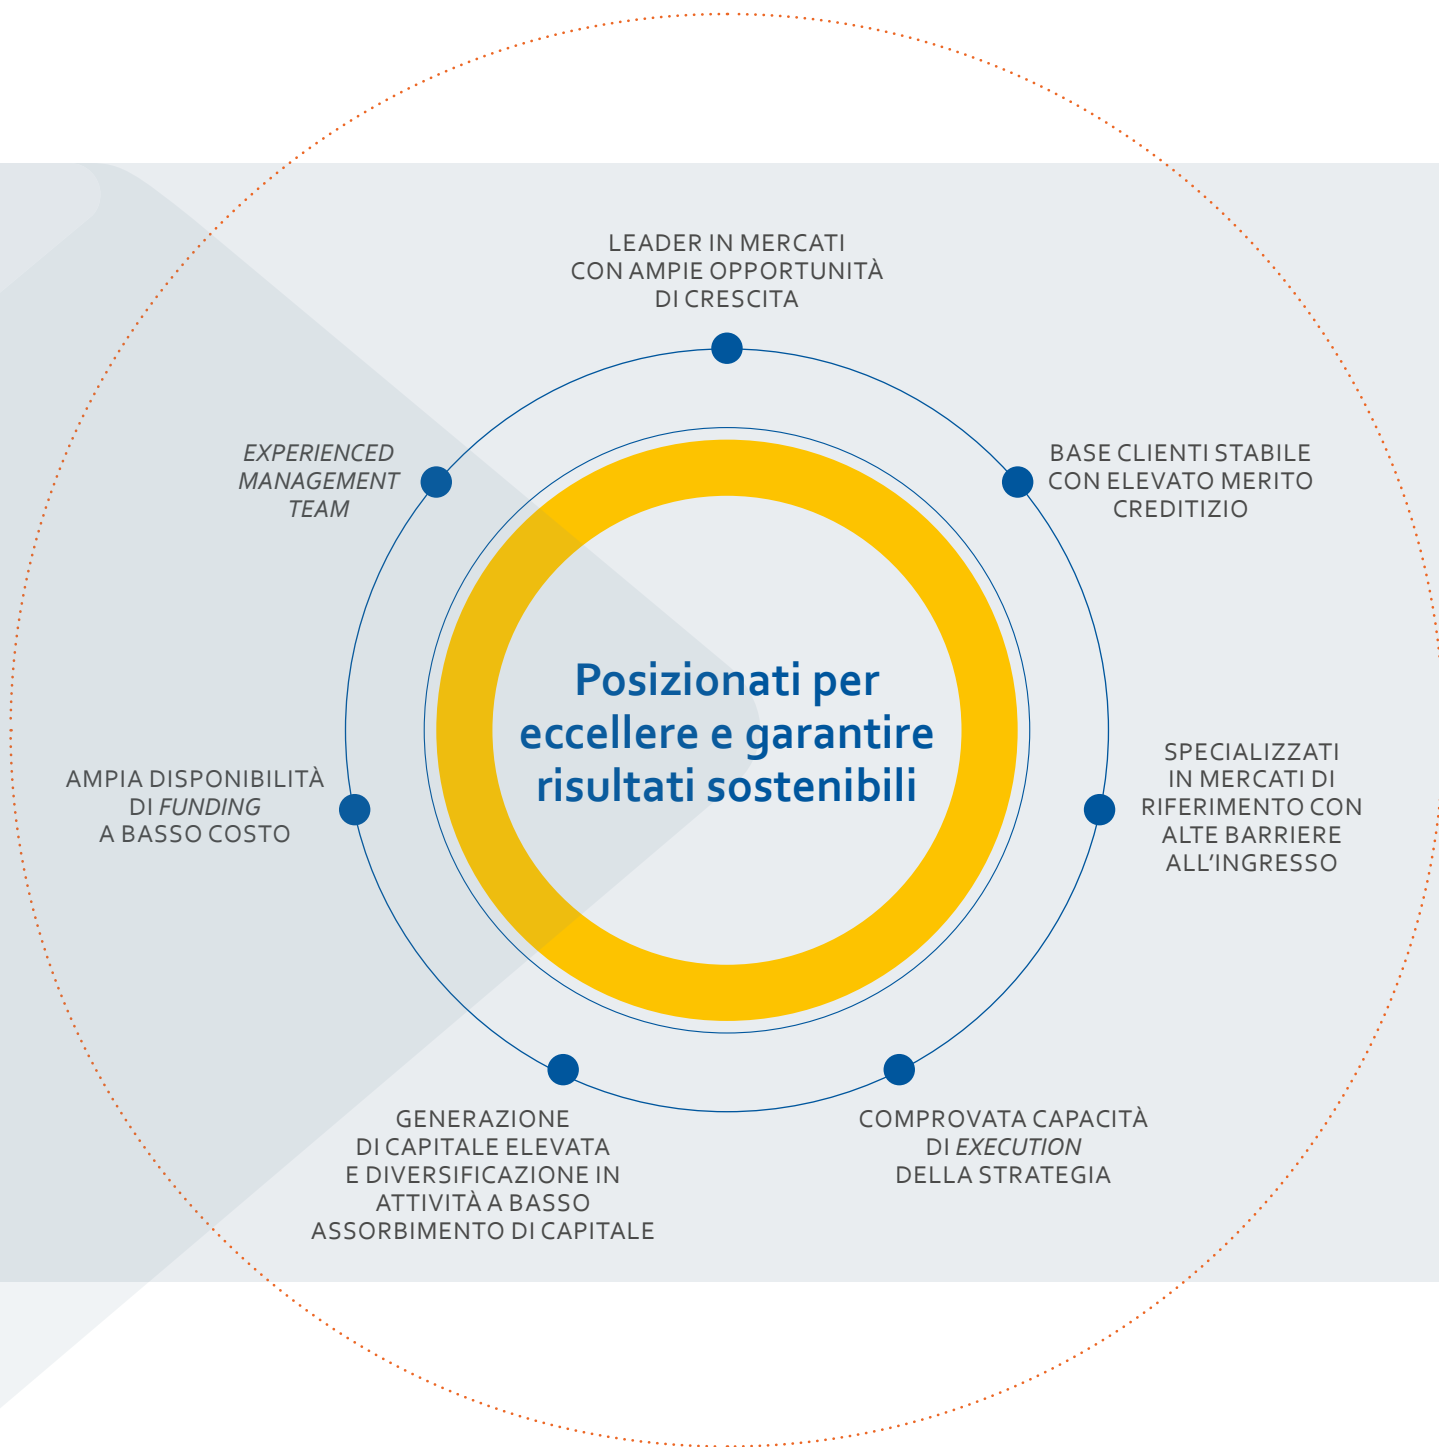 LEADER IN MERCATI
CON AMPIE OPPORTUNITÀ
DI CRESCITA
EXPERIENCED
MANAGEMENT
TEAM
BASE CLIENTI STABILE
CON ELEVATO MERITO
CREDITIZIO
Posizionati per
eccellere e garantire
risultati sostenibili
AMPIA DISPONIBILITÀ
DI FUNDING
A BASSO COSTO
SPECIALIZZATI
IN MERCATI DI
RIFERIMENTO CON
ALTE BARRIERE
ALL’INGRESSO
GENERAZIONE
DI CAPITALE ELEVATA
E DIVERSIFICAZIONE IN
ATTIVITÀ A BASSO
ASSORBIMENTO DI CAPITALE
COMPROVATA CAPACITÀ
DI EXECUTION
DELLA STRATEGIA